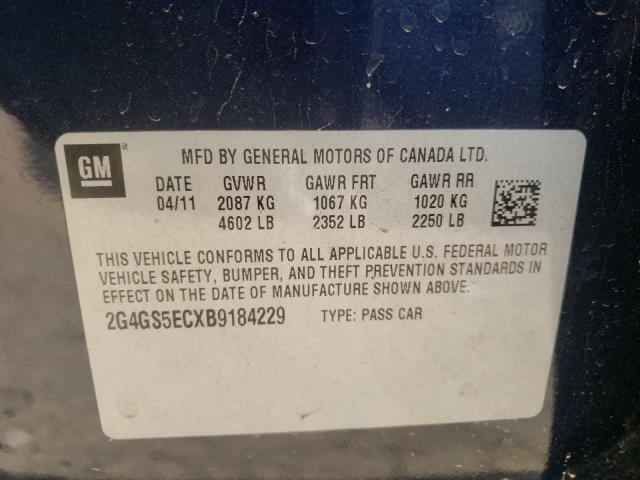 GM ®
MFD BY GENERAL MOTORS OF CANADA LTD.
DATE GVWR GAWR FRT GAWR RR
04/11 2087 KG 1067 KG 1020 KG
4602 LB 2352 LB 2250 LB
THIS VEHICLE CONFORMS TO ALL APPLICABLE U.S. FEDERAL MOTOR
VEHICLE SAFETY, BUMPER, AND THEFT PREVENTION STANDARDS IN
EFFECT ON THE DATE OF MANUFACTURE SHOWN ABOVE.
2G4GS5ECXB9184229 TYPE: PASS CAR